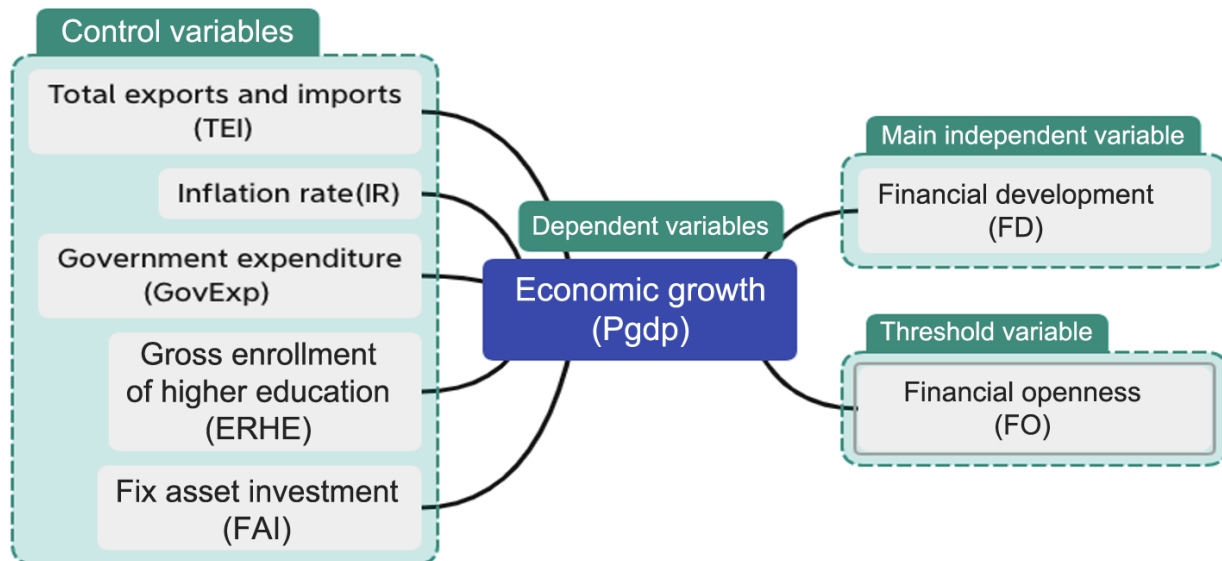 Control variables
Total exports and imports
(TEI)
Inflation rate(IR)
Government expenditure
(GovExp)
Gross enrollment
of higher education
(ERHE)
Fix asset investment
(FAI)
Dependent variables
Economic growth
(Pgdp)
Main independent variable
Financial development
(FD)
Threshold variable
Financial openness
(FO)